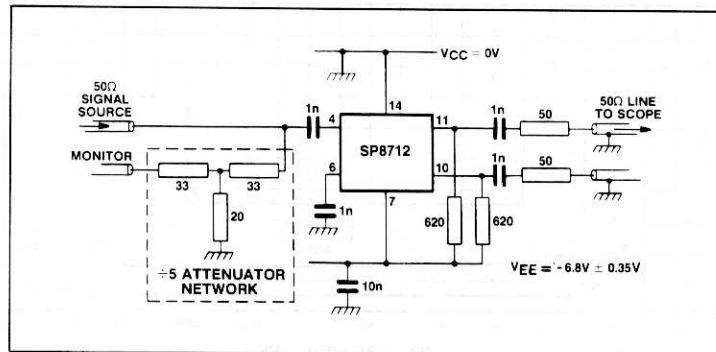 VCC = 0V
50Ω
SIGNAL
SOURCE
1n
4
14
11
1n
50
50Ω LINE
TO SCOPE
MONITOR
33
33
SP8712
6
10
1n
50
20
1n
7
620
620
÷5 ATTENUATOR
NETWORK
10n
VEE = -6.8V ± 0.35V